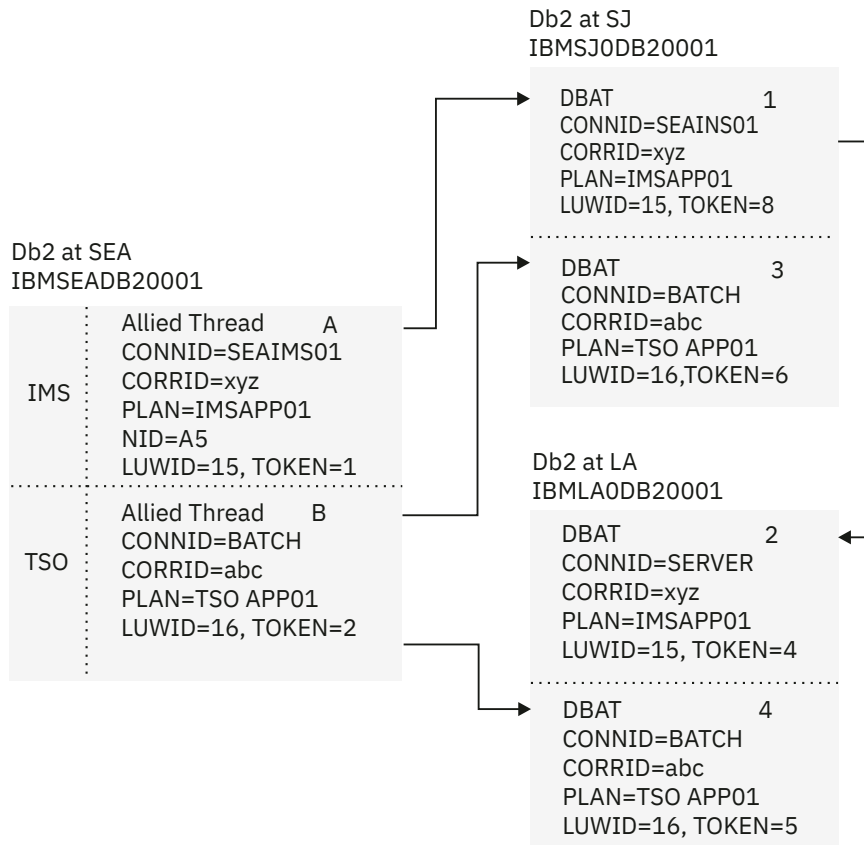 Db2 at SJ
IBMSJ0DB20001
DBAT 1
CONNID=SEAINS01
CORRID=xyz
PLAN=IMSAPP01
LUWID=15, TOKEN=8
DBAT 3
CONNID=BATCH
CORRID=abc
PLAN=TSO APP01
LUWID=16,TOKEN=6
Db2 at SEA
IBMSEADB20001
IMS
Allied Thread A
CONNID=SEAIMS01
CORRID=xyz
PLAN=IMSAPP01
NID=A5
LUWID=15, TOKEN=1
TSO
Allied Thread B
CONNID=BATCH
CORRID=abc
PLAN=TSO APP01
LUWID=16, TOKEN=2
Db2 at LA
IBMLA0DB20001
DBAT 2
CONNID=SERVER
CORRID=xyz
PLAN=IMSAPP01
LUWID=15, TOKEN=4
DBAT 4
CONNID=BATCH
CORRID=abc
PLAN=TSO APP01
LUWID=16, TOKEN=5